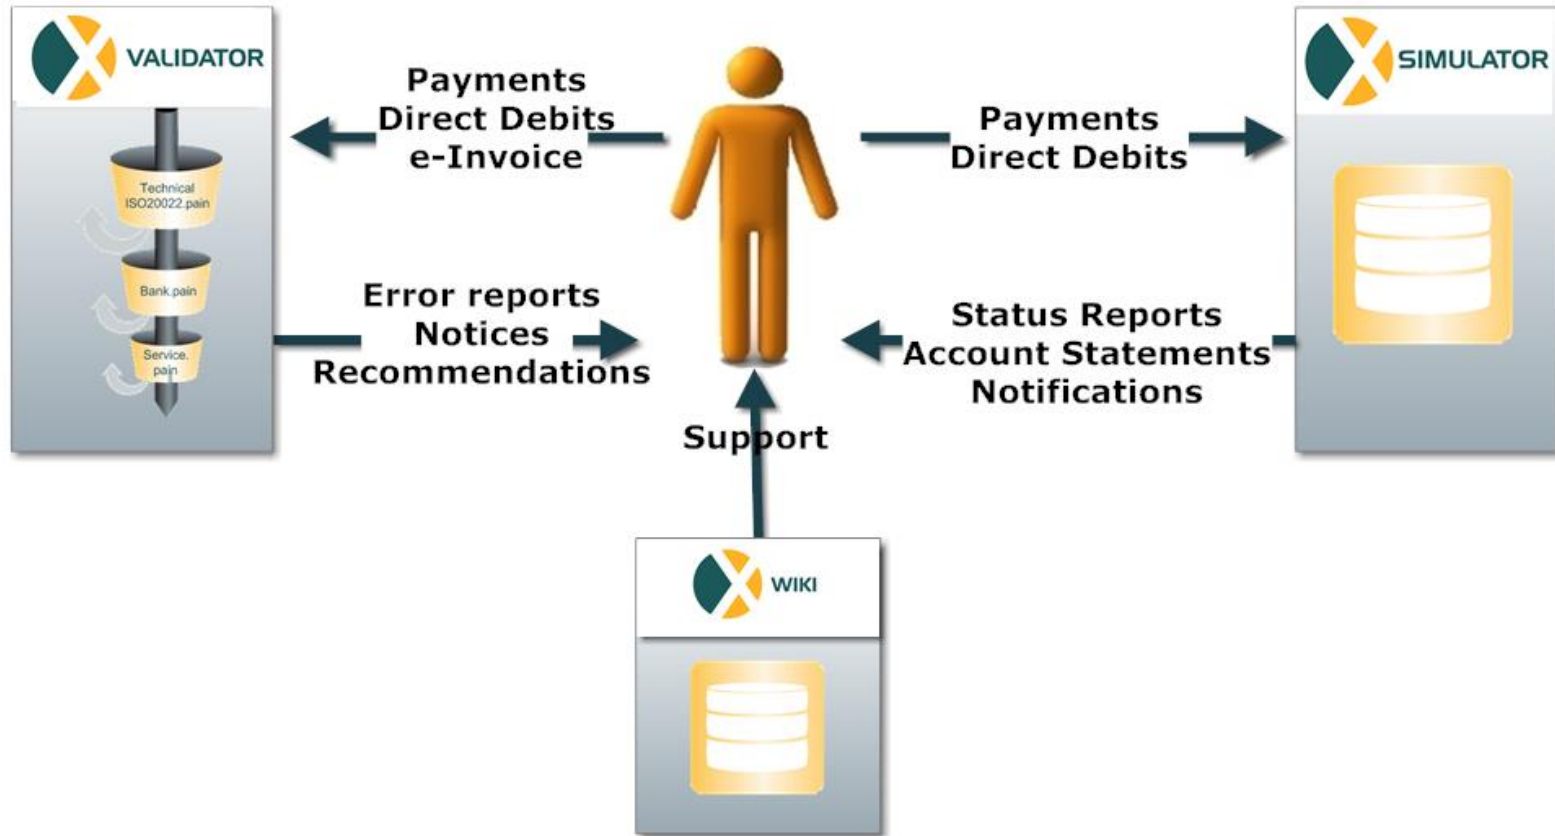 VALIDATOR
Technical
ISO20022.pain
Bank.pain
Service.
pain
Payments
Direct Debits
e-Invoice
Error reports
Notices
Recommendations
Support
WIKI
Payments
Direct Debits
Status Reports
Account Statements
Notifications
SIMULATOR